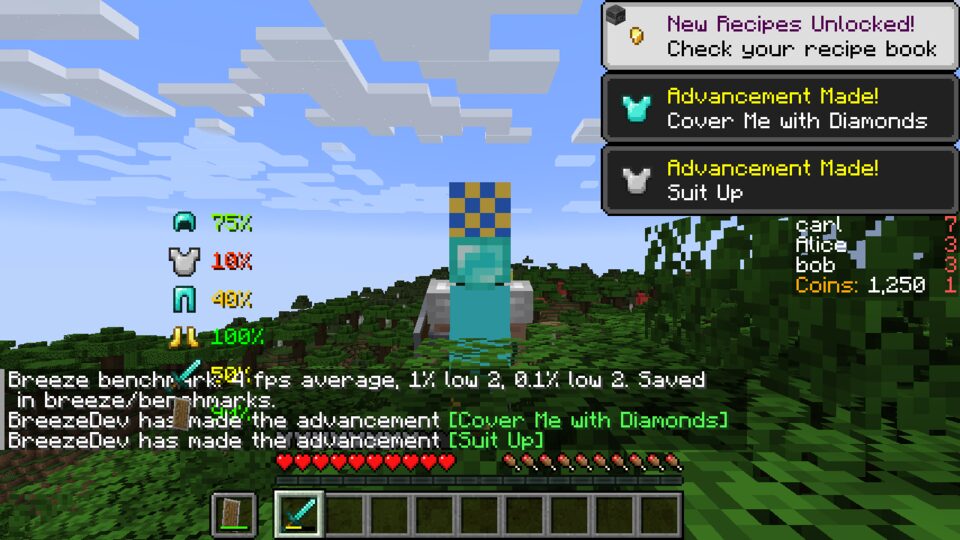 New Recipes Unlocked!
Check your recipe book
Advancement Made!
Cover Me with Diamonds
Advancement Made!
Suit Up
carl 7
Alice 3
bob 3
Coins: 1,250 1
75%
10%
40%
100%
50%
Breeze benchmark: 4 fps average, 1% low 2, 0.1% low 2. Saved
in breeze/benchmarks.
BreezeDev has made the advancement [Cover Me with Diamonds]
BreezeDev has made the advancement [Suit Up]